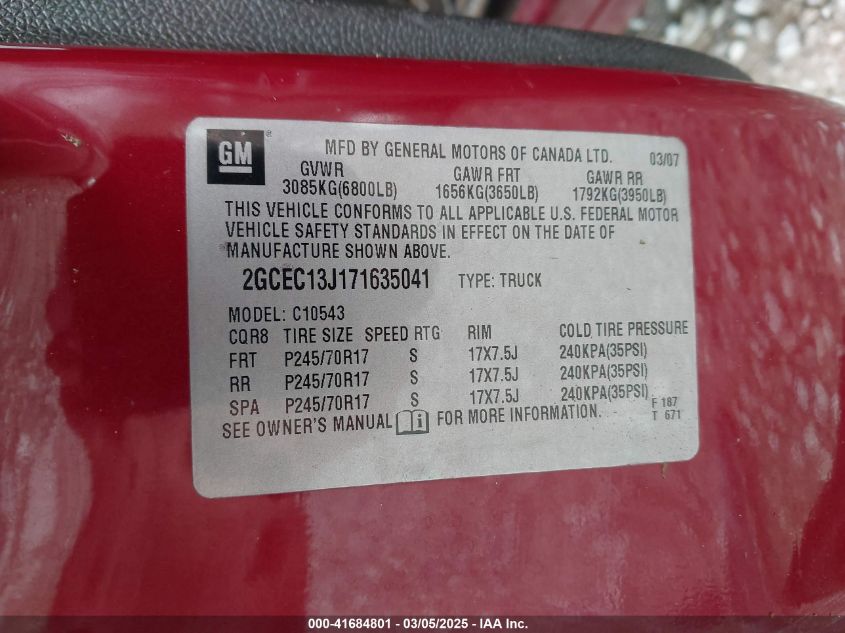 GM ®
MFD BY GENERAL MOTORS OF CANADA LTD. 03/07
GVWR GAWR FRT GAWR RR
3085KG(6800LB) 1656KG(3650LB) 1792KG(3950LB)
THIS VEHICLE CONFORMS TO ALL APPLICABLE U.S. FEDERAL MOTOR
VEHICLE SAFETY STANDARDS IN EFFECT ON THE DATE OF
MANUFACTURE SHOWN ABOVE.
2GCEC13J171635041 TYPE: TRUCK
MODEL: C10543
CQR8 TIRE SIZE SPEED RTG RIM COLD TIRE PRESSURE
FRT P245/70R17 S 17X7.5J 240KPA(35PSI)
RR P245/70R17 S 17X7.5J 240KPA(35PSI)
SPA P245/70R17 S 17X7.5J 240KPA(35PSI)
F 187
SEE OWNER'S MANUAL i FOR MORE INFORMATION. T 671
000-41684801 - 03/05/2025 - IAA Inc.